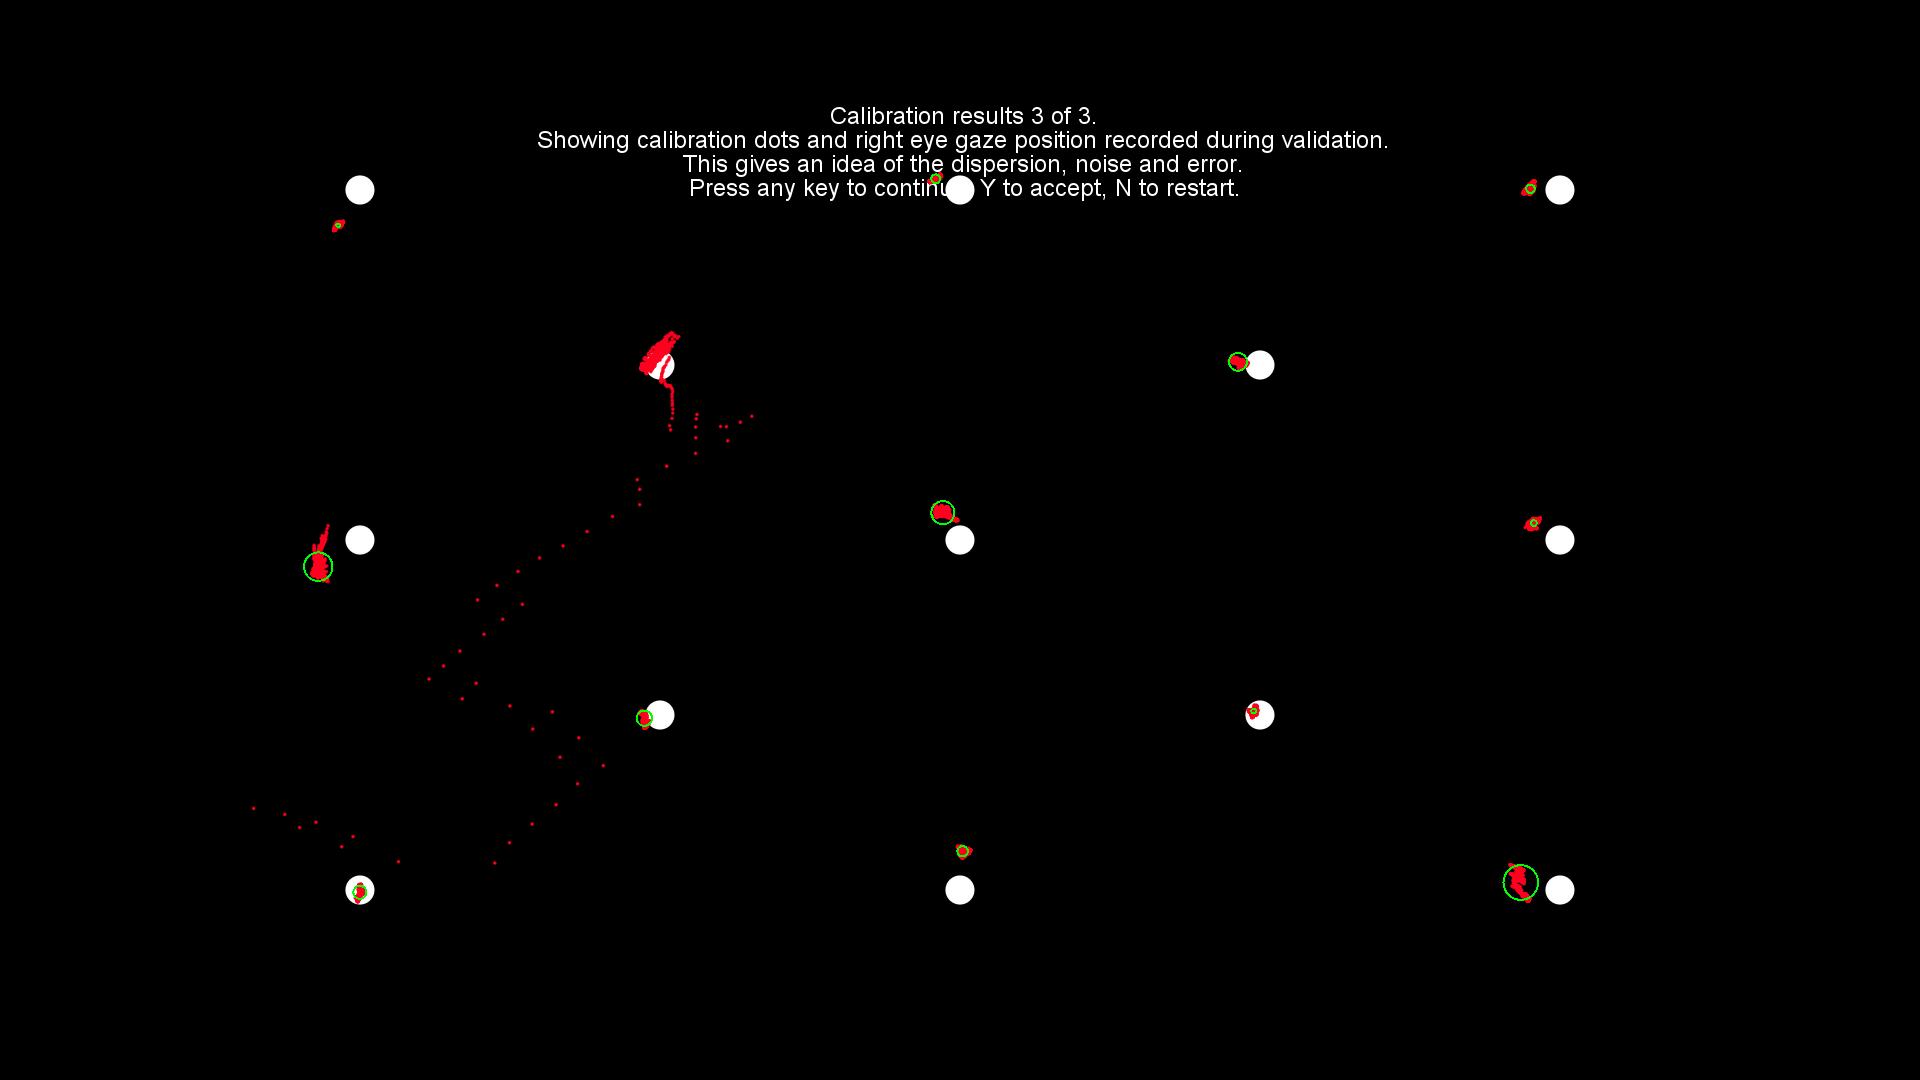 Calibration results 3 of 3.
Showing calibration dots and right eye gaze position recorded during validation.
This gives an idea of the dispersion, noise and error.
Press any key to continu Y to accept, N to restart.